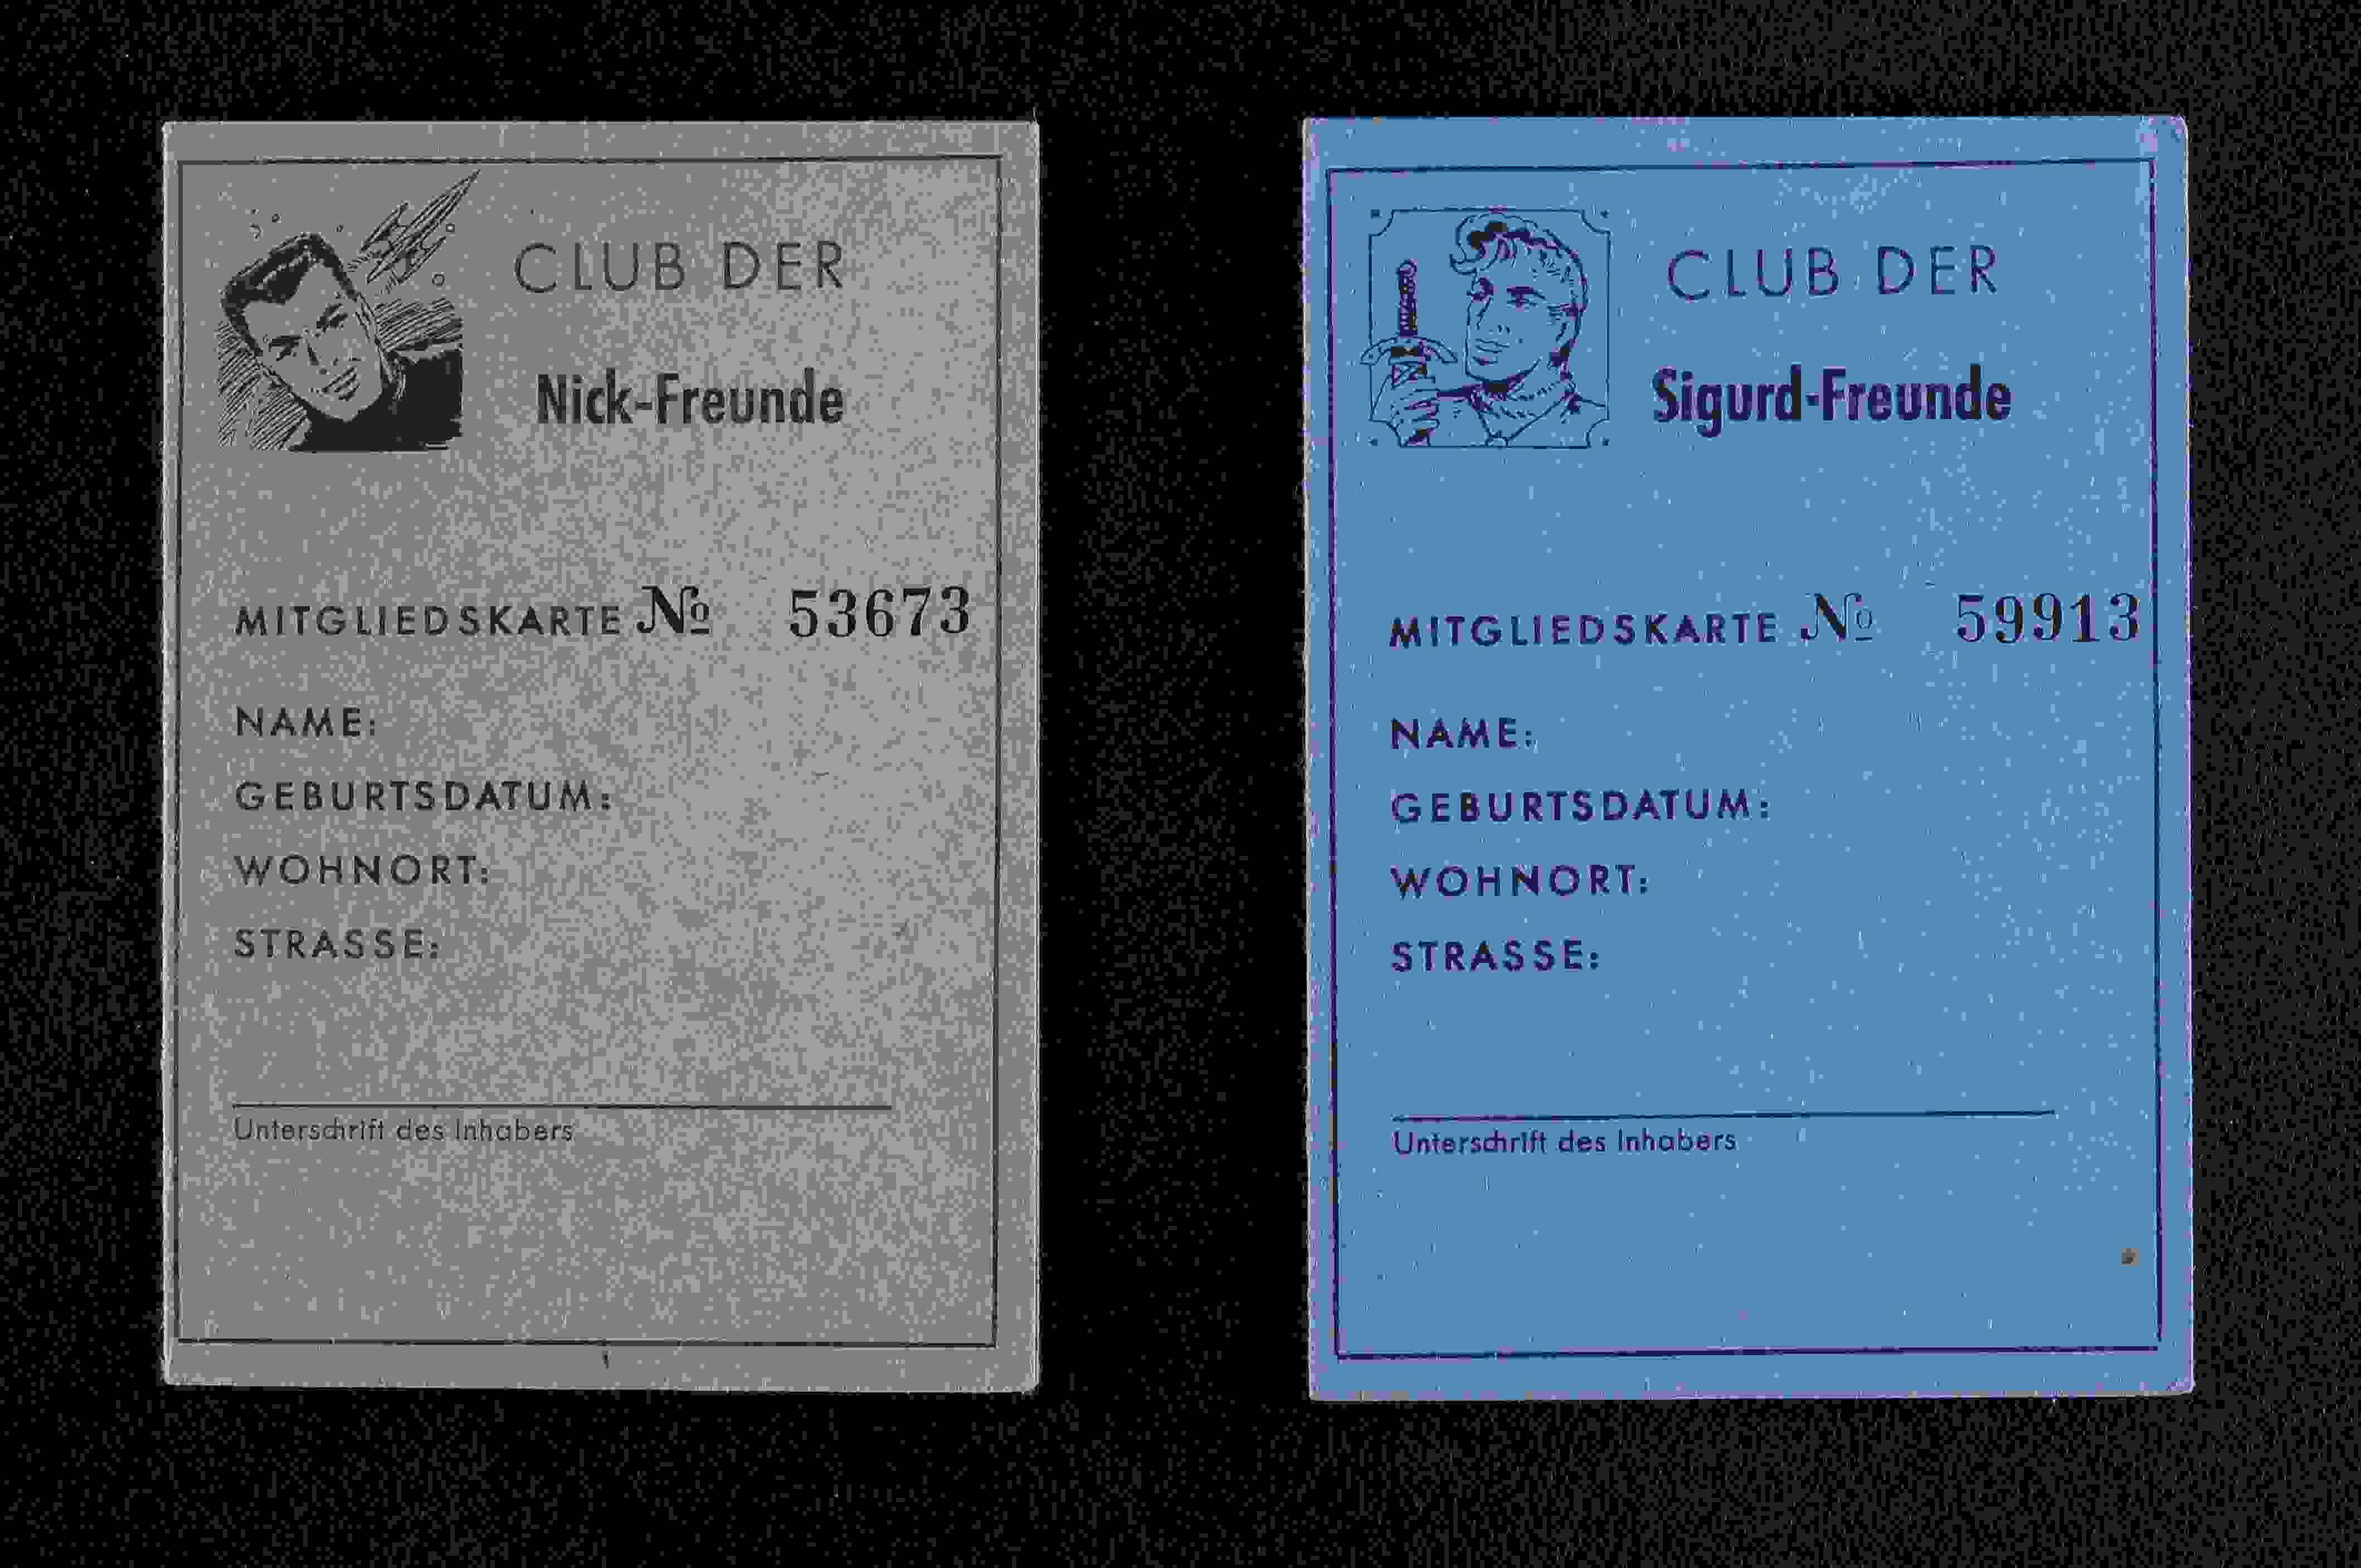 CLUB DER
Nick-Freunde
MITGLIEDSKARTE № 53673
NAME:
GEBURTSDATUM:
WOHNORT:
STRASSE:
Unterschrift des Inhabers
CLUB DER
Sigurd-Freunde
MITGLIEDSKARTE № 59913
NAME:
GEBURTSDATUM:
WOHNORT:
STRASSE:
Unterschrift des Inhabers